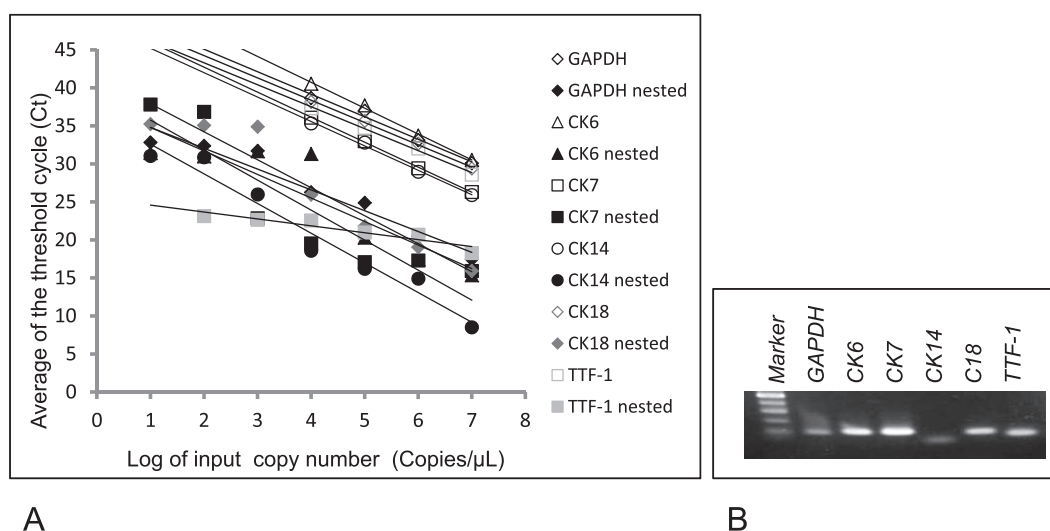 45
40
35
30
25
20
15
10
5
0
0 1 2 3 4 5 6 7 8
Average of the threshold cycle (Ct)
Log of input copy number (Copies/µL)
GAPDH
GAPDH nested
CK6
CK6 nested
CK7
CK7 nested
CK14
CK14 nested
CK18
CK18 nested
TTF-1
TTF-1 nested
A
Marker
GAPDH
CK6
CK7
CK14
C18
TTF-1
B